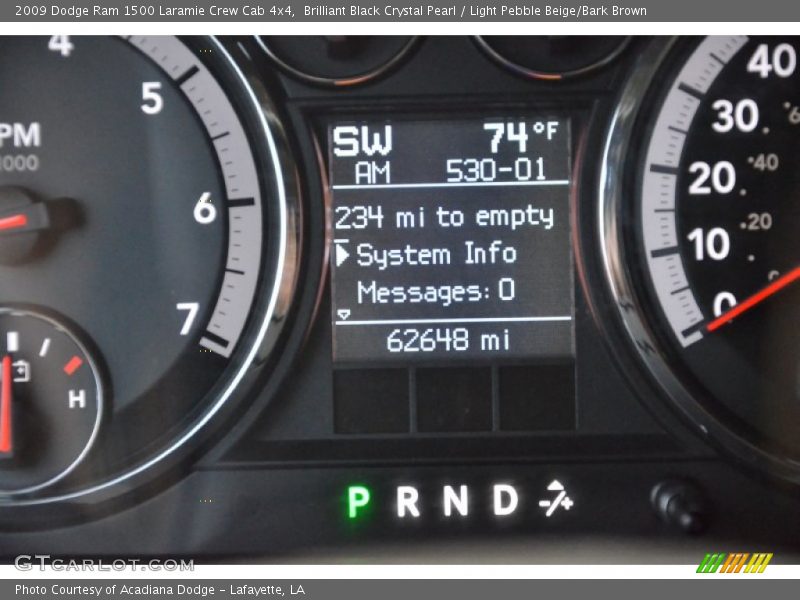 2009 Dodge Ram 1500 Laramie Crew Cab 4x4,  Brilliant Black Crystal Pearl / Light Pebble Beige/Bark Brown
4
5
6
7
PM
1000
H
SW 74°F
AM 530-01
234 mi to empty
System Info
Messages: 0
62648 mi
40
30
20
10
0
40
20
0
P R N D -/+
GTcarlot.com
Photo Courtesy of Acadiana Dodge - Lafayette, LA